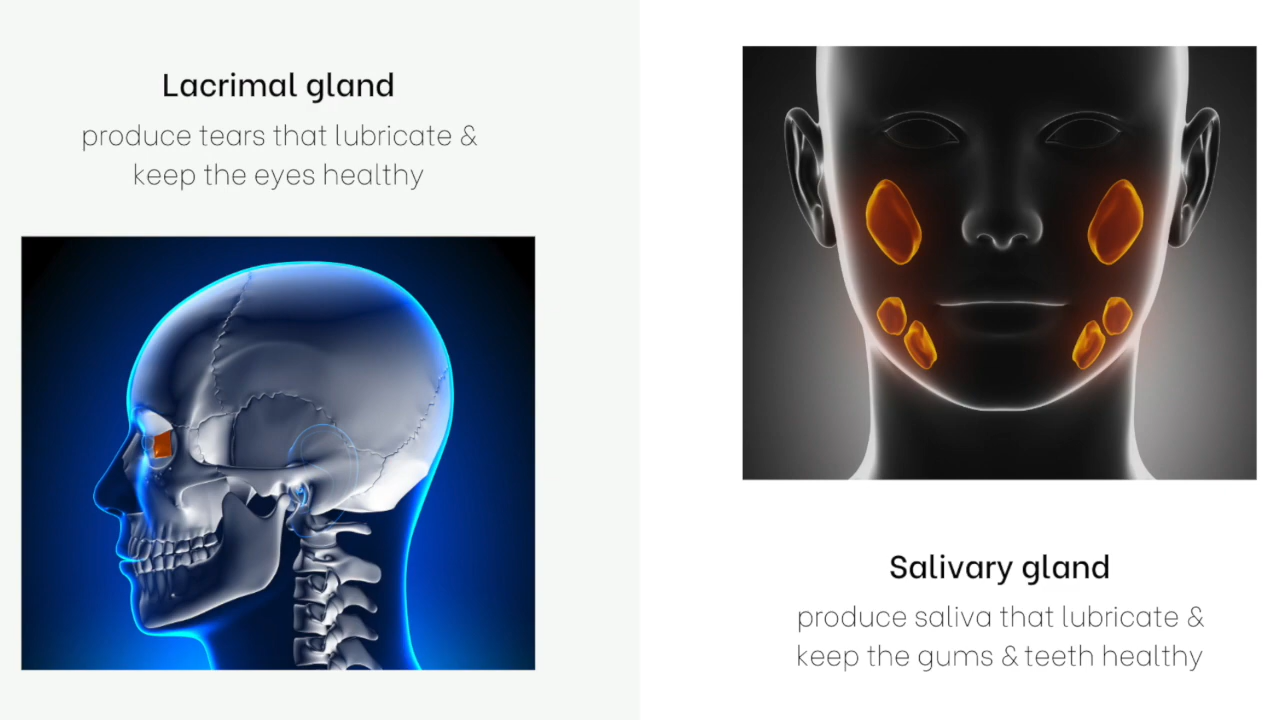 Lacrimal gland
produce tears that lubricate &
keep the eyes healthy
Salivary gland
produce saliva that lubricate &
keep the gums & teeth healthy